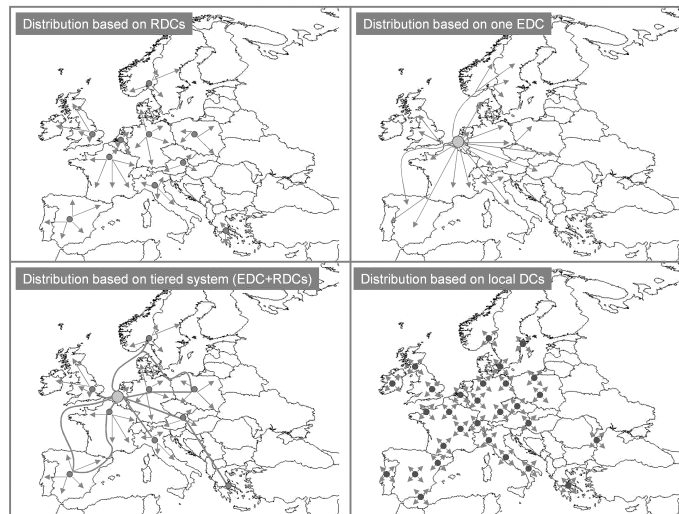 Distribution based on RDCs
Distribution based on one EDC
Distribution based on tiered system (EDC+RDCs)
Distribution based on local DCs